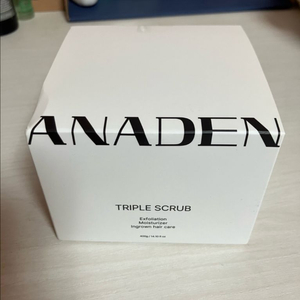 ANADEN
TRIPLE SCRUB
Exfoliation
Moisturizer
Ingrown hair care